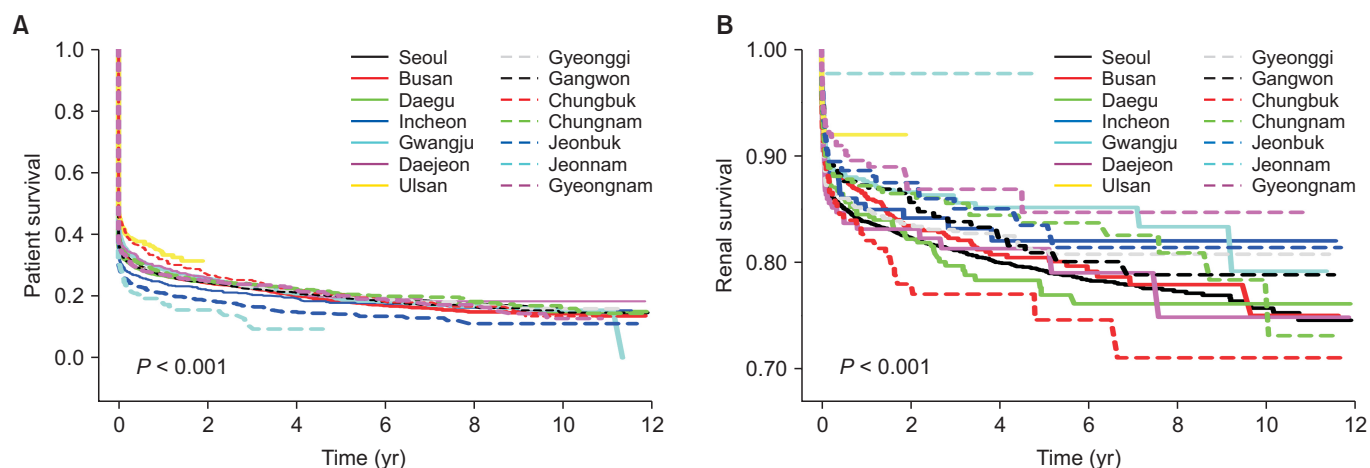 A
Patient survival
1.0
0.8
0.6
0.4
0.2
0.0
Seoul
Busan
Daegu
Incheon
Gwangju
Daejeon
Ulsan
Gyeonggi
Gangwon
Chungbuk
Chungnam
Jeonbuk
Jeonnam
Gyeongnam
P < 0.001
0 2 4 6 8 10 12
Time (yr)
B
Renal survival
1.00
0.90
0.80
0.70
Seoul
Busan
Daegu
Incheon
Gwangju
Daejeon
Ulsan
Gyeonggi
Gangwon
Chungbuk
Chungnam
Jeonbuk
Jeonnam
Gyeongnam
P < 0.001
0 2 4 6 8 10 12
Time (yr)